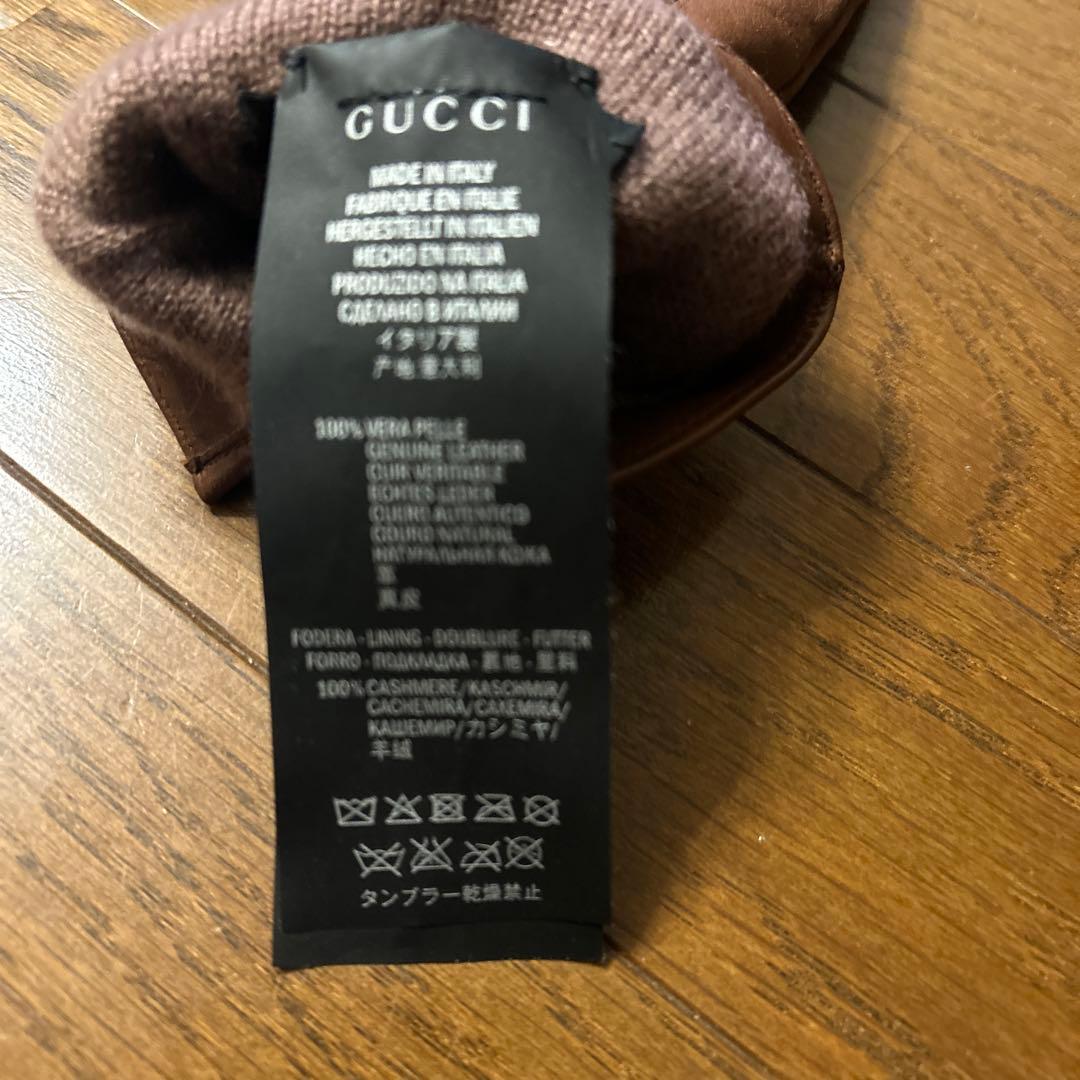 GUCCI
MADE IN ITALY
FABRIQUE EN ITALIE
HERGESTELLT IN ITALIEN
HECHO EN ITALIA
PRODUZIDO NA ITALIA
СДЕЛАНО В ИТАЛИИ
イタリア製
产地:意大利
100% VERA PELLE
GENUINE LEATHER
CUIR VERITABLE
ECHTES LEDER
CUERO AUTENTICO
COURO NATURAL
НАТУРАЛЬНАЯ КОЖА
革
真皮
FODERA - LINING - DOUBLURE - FUTTER
FORRO - ПОДКЛАДКА - 裏地 - 里料
100% CASHMERE/KASCHMIR/
CACHEMIRA/CAXEMIRA/
КАШЕМИР/カシミヤ/
羊绒
タンブラー乾燥禁止